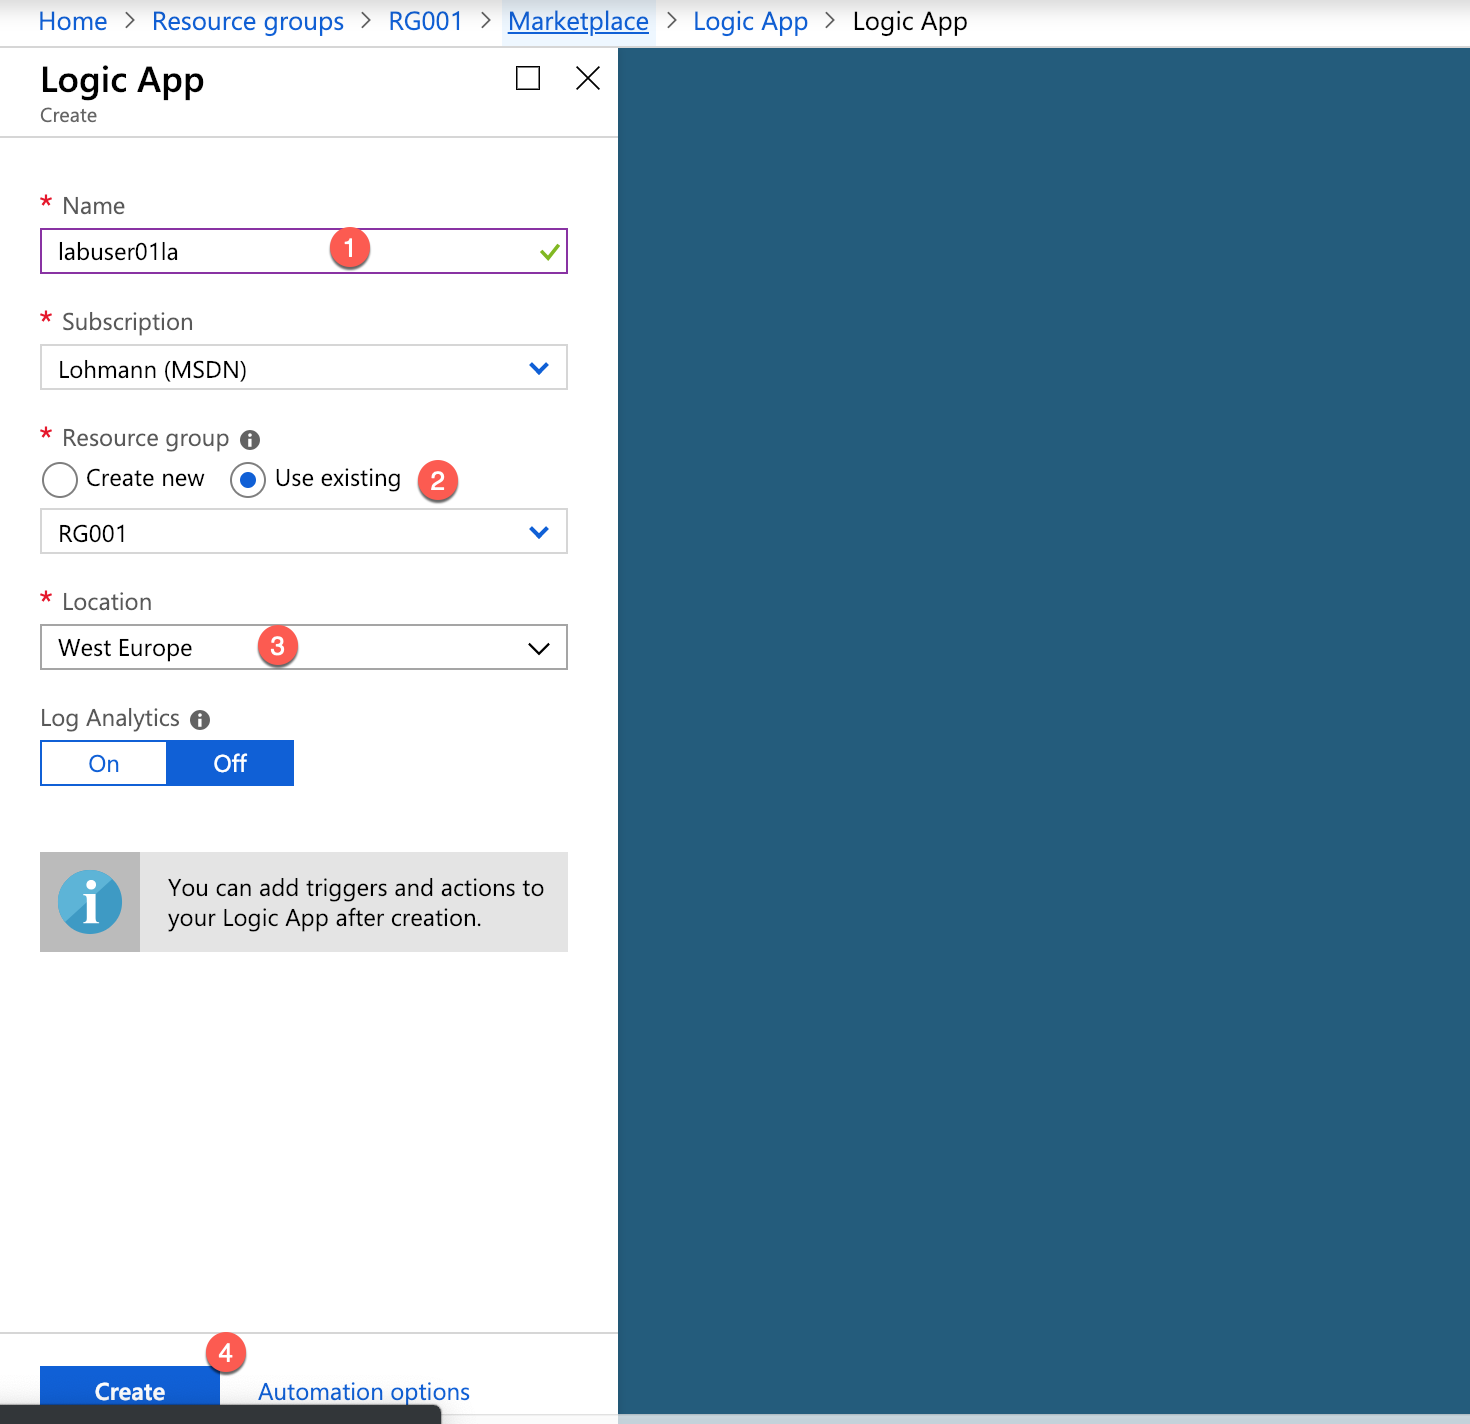 Home > Resource groups > RG001 > Marketplace > Logic App > Logic App
Logic App
Create
* Name
labuser01la 1
* Subscription
Lohmann (MSDN)
* Resource group i
Create new Use existing 2
RG001
* Location
West Europe 3
Log Analytics i
On Off
i You can add triggers and actions to
your Logic App after creation.
4
Create Automation options